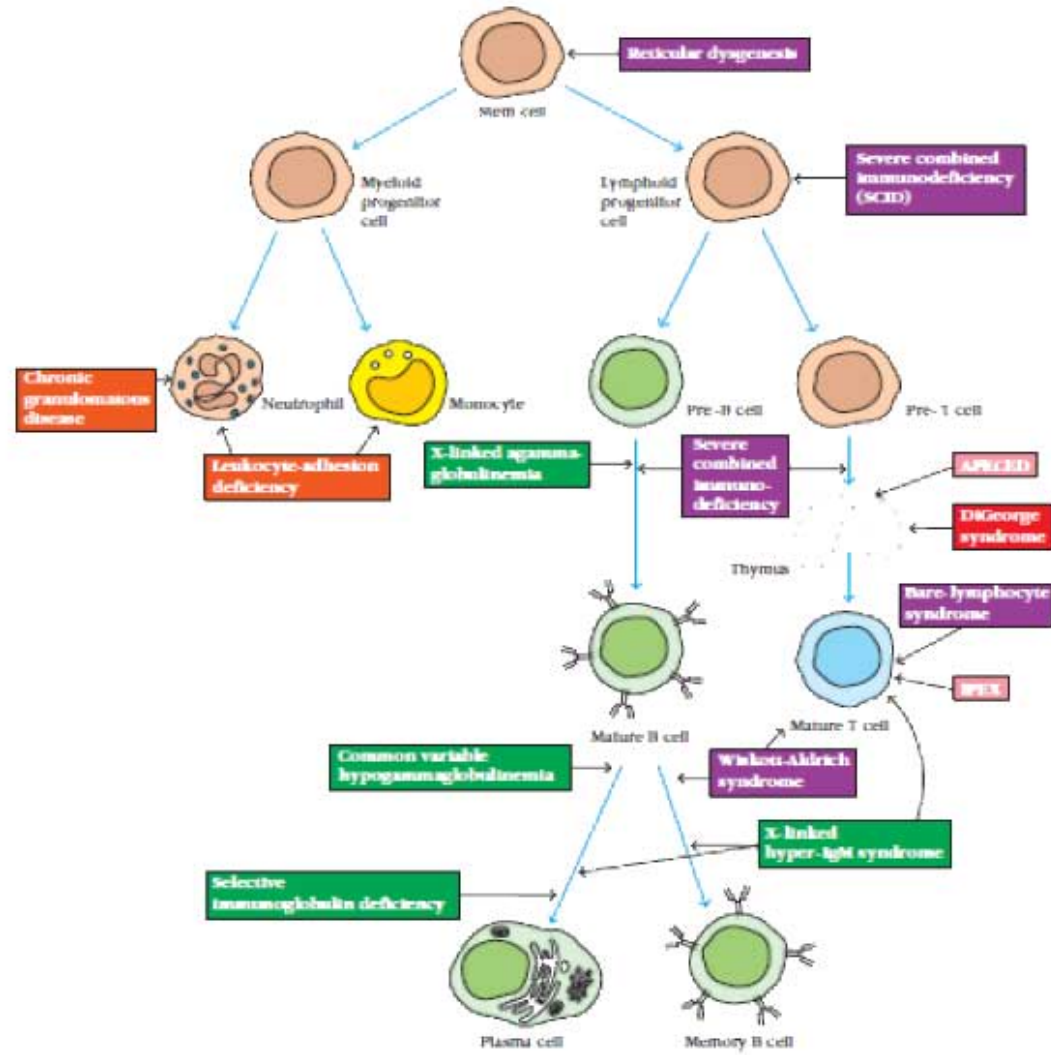 Reticular dysgenesis
Stem cell
Severe combined
immunodeficiency
(SCID)
Myeloid
progenitor
cell
Lymphoid
progenitor
cell
Chronic
granulomatous
disease
Neutrophil
Monocyte
Pre-B cell
Pre-T cell
Leukocyte-adhesion
deficiency
X-linked agamma-
globulinemia
Severe
combined
immuno-
deficiency
APECED
DiGeorge
syndrome
Thymus
Bare-lymphocyte
syndrome
IPEX
Mature B cell
Mature T cell
Common variable
hypogammaglobulinemia
Wiskott-Aldrich
syndrome
X-linked
hyper-IgM syndrome
Selective
immunoglobulin deficiency
Plasma cell
Memory B cell